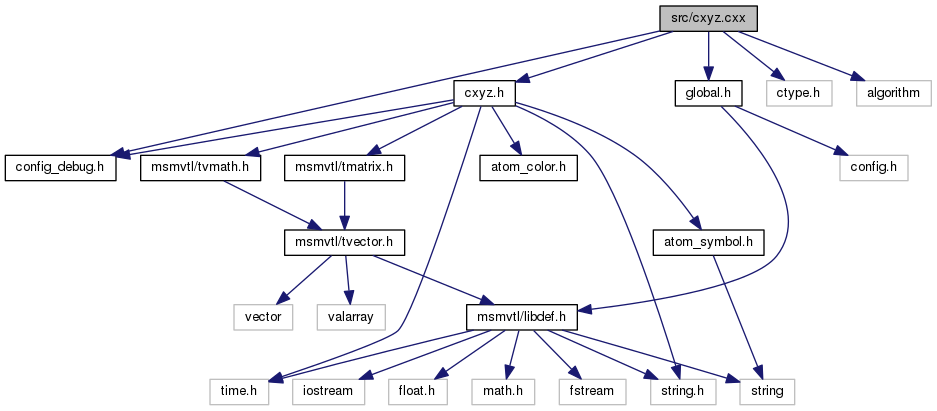 src/cxyz.cxx
cxyz.h
global.h
ctype.h
algorithm
config_debug.h
msmvtl/tvmath.h
msmvtl/tmatrix.h
atom_color.h
config.h
msmvtl/tvector.h
atom_symbol.h
vector
valarray
msmvtl/libdef.h
time.h
iostream
float.h
math.h
fstream
string.h
string